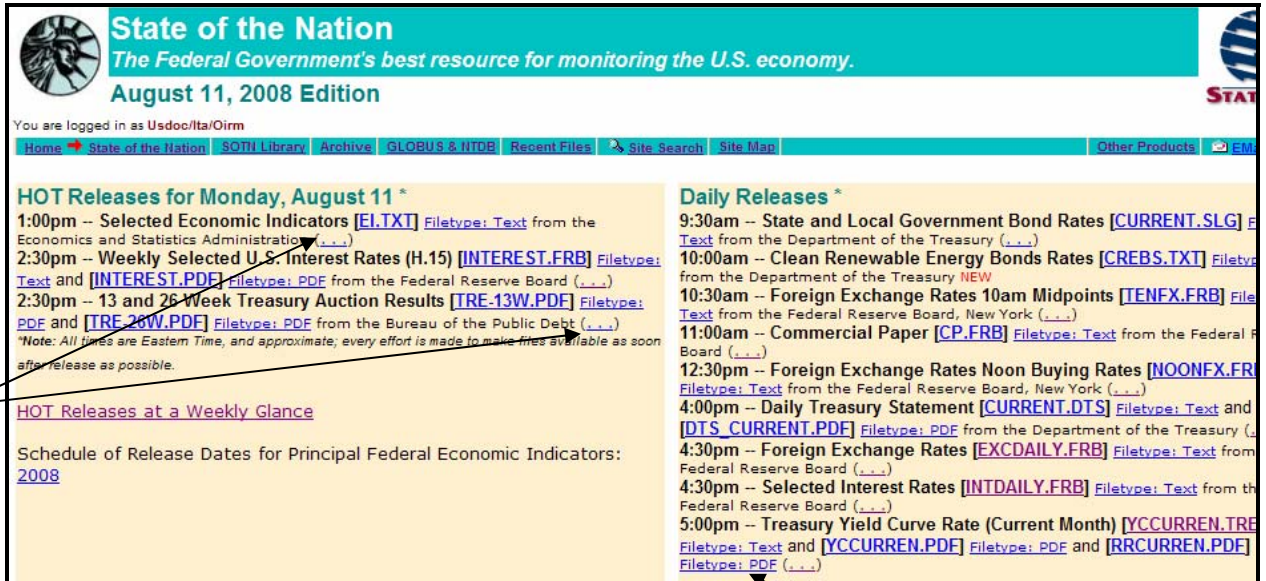 State of the Nation
The Federal Government's best resource for monitoring the U.S. economy.
August 11, 2008 Edition
STAT
You are logged in as Usdoc/Ita/Oirm
Home State of the Nation SOTN Library Archive GLOBUS & NTDB Recent Files Site Search Site Map Other Products EMa
HOT Releases for Monday, August 11 *
1:00pm -- Selected Economic Indicators [EI.TXT] Filetype: Text from the
Economics and Statistics Administration (. . .)
2:30pm -- Weekly Selected U.S. Interest Rates (H.15) [INTEREST.FRB] Filetype:
Text and [INTEREST.PDF] Filetype: PDF from the Federal Reserve Board (. . .)
2:30pm -- 13 and 26 Week Treasury Auction Results [TRE-13W.PDF] Filetype:
PDF and [TRE-26W.PDF] Filetype: PDF from the Bureau of the Public Debt (. . .)
*Note: All times are Eastern Time, and approximate; every effort is made to make files available as soon
after release as possible.
HOT Releases at a Weekly Glance
Schedule of Release Dates for Principal Federal Economic Indicators:
2008
Daily Releases *
9:30am -- State and Local Government Bond Rates [CURRENT.SLG] F
Text from the Department of the Treasury (. . .)
10:00am -- Clean Renewable Energy Bonds Rates [CREBS.TXT] Filetyp
from the Department of the Treasury NEW
10:30am -- Foreign Exchange Rates 10am Midpoints [TENFX.FRB] File
Text from the Federal Reserve Board, New York (. . .)
11:00am -- Commercial Paper [CP.FRB] Filetype: Text from the Federal R
Board (. . .)
12:30pm -- Foreign Exchange Rates Noon Buying Rates [NOONFX.FR
Filetype: Text from the Federal Reserve Board, New York (. . .)
4:00pm -- Daily Treasury Statement [CURRENT.DTS] Filetype: Text and
[DTS_CURRENT.PDF] Filetype: PDF from the Department of the Treasury (.
4:30pm -- Foreign Exchange Rates [EXCDAILY.FRB] Filetype: Text from
Federal Reserve Board (. . .)
4:30pm -- Selected Interest Rates [INTDAILY.FRB] Filetype: Text from th
Federal Reserve Board (. . .)
5:00pm -- Treasury Yield Curve Rate (Current Month) [YCCURREN.TRE
Filetype: Text and [YCCURREN.PDF] Filetype: PDF and [RRCURREN.PDF]
Filetype: PDF (. . .)